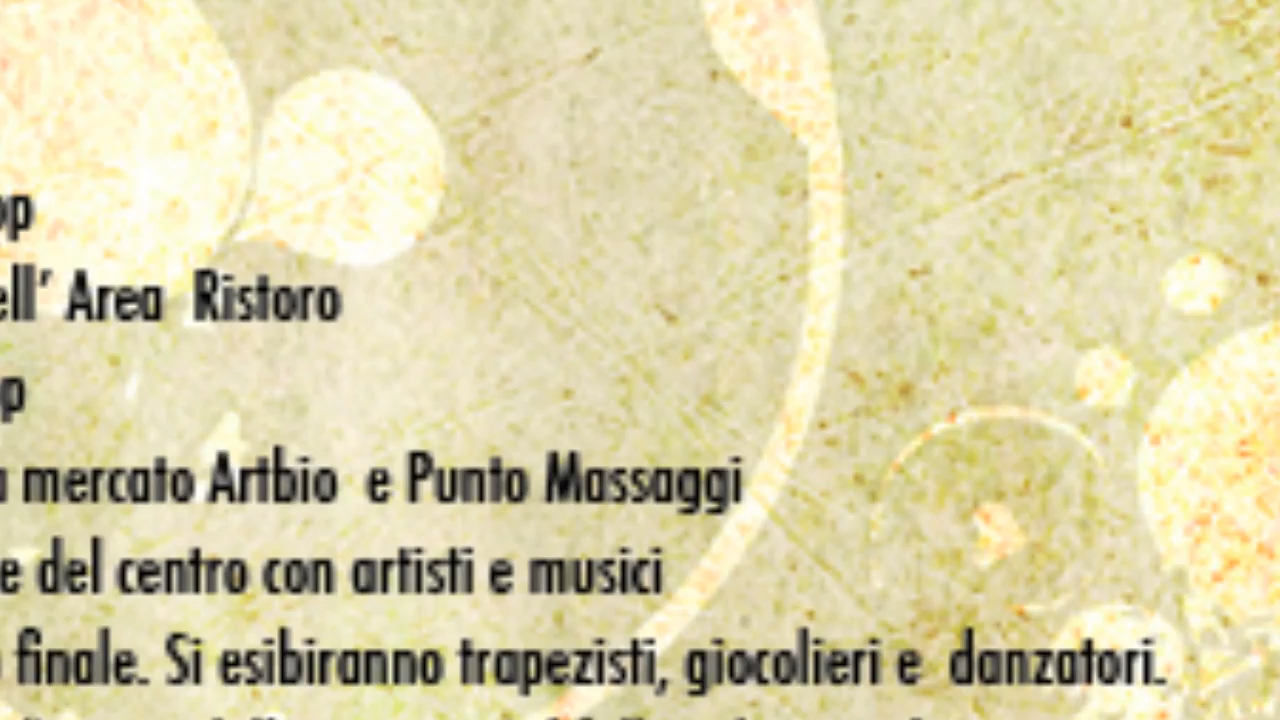 op
ell' Area Ristoro
p
mercato Artbio e Punto Massaggi
e del centro con artisti e musici
finale. Si esibiranno trapezisti, giocolieri e danzatori.